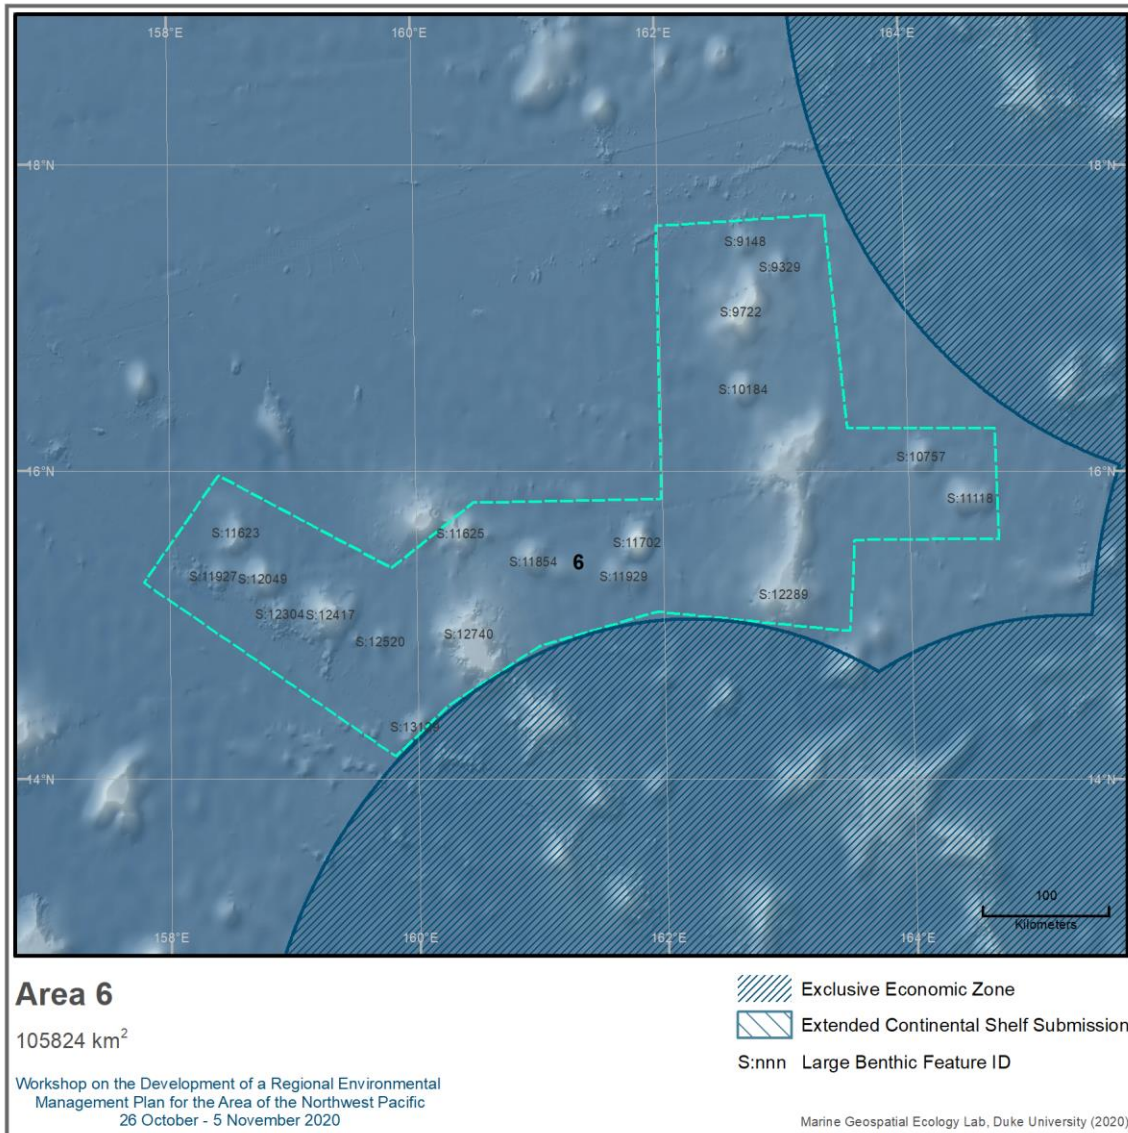 158°E 160°E 162°E 164°E
18°N 18°N
S:9148
S:9329
S:9722
S:10184
16°N S:10757 16°N
S:11118
S:11623 S:11625 S:11702
S:11854 6
S:11927 S:12049 S:11929
S:12289
S:12304 S:12417
S:12520 S:12740
14°N 14°N
100
Kilometers
158°E 160°E 162°E 164°E
Area 6
105824 km²
Workshop on the Development of a Regional Environmental
Management Plan for the Area of the Northwest Pacific
26 October - 5 November 2020
Exclusive Economic Zone
Extended Continental Shelf Submission
S:nnn Large Benthic Feature ID
Marine Geospatial Ecology Lab, Duke University (2020)